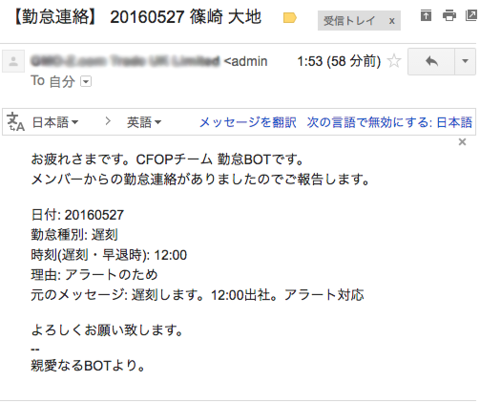 【勤怠連絡】 20160527 篠崎 大地
受信トレイ x
<admin
1:53 (58 分前)
To 自分
日本語 > 英語 メッセージを翻訳 次の言語で無効にする: 日本語
お疲れさまです。CFOPチーム 勤怠BOTです。
メンバーからの勤怠連絡がありましたのでご報告します。
日付: 20160527
勤怠種別: 遅刻
時刻(遅刻・早退時): 12:00
理由: アラートのため
元のメッセージ: 遅刻します。12:00出社。アラート対応
よろしくお願い致します。
--
親愛なるBOTより。